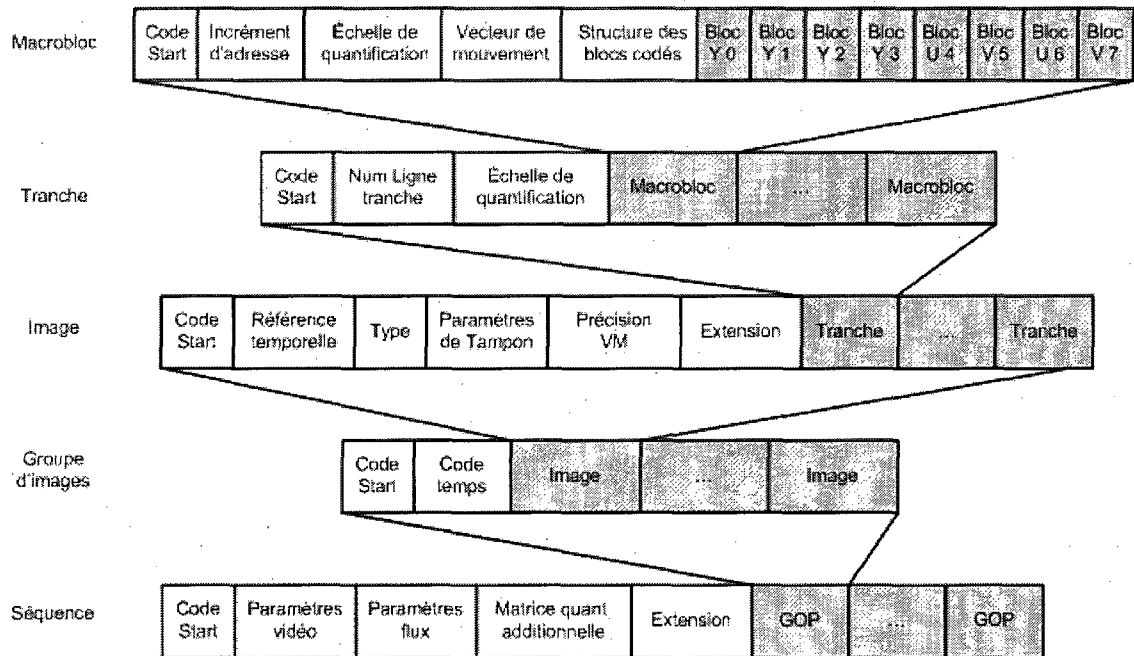 Macrobloc
Code Start
Incrément d'adresse
Échelle de quantification
Vecteur de mouvement
Structure des blocs codés
Bloc Y 0
Bloc Y 1
Bloc Y 2
Bloc Y 3
Bloc U 4
Bloc V 5
Bloc U 6
Bloc V 7
Tranche
Code Start
Num Ligne tranche
Échelle de quantification
Macrobloc
...
Macrobloc
Image
Code Start
Référence temporelle
Type
Paramètres de Tampon
Précision VM
Extension
Tranche
...
Tranche
Groupe d'images
Code Start
Code temps
Image
...
Image
Séquence
Code Start
Paramètres vidéo
Paramètres flux
Matrice quant additionnelle
Extension
GOP
...
GOP